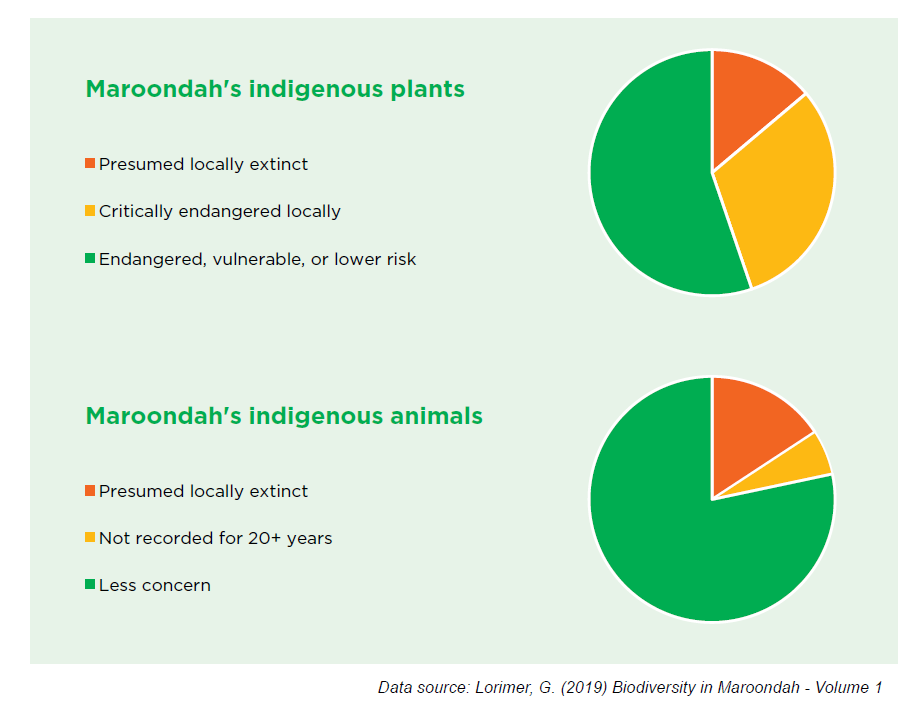 Maroondah's indigenous plants
Presumed locally extinct
Critically endangered locally
Endangered, vulnerable, or lower risk
Maroondah's indigenous animals
Presumed locally extinct
Not recorded for 20+ years
Less concern
Data source: Lorimer, G. (2019) Biodiversity in Maroondah - Volume 1